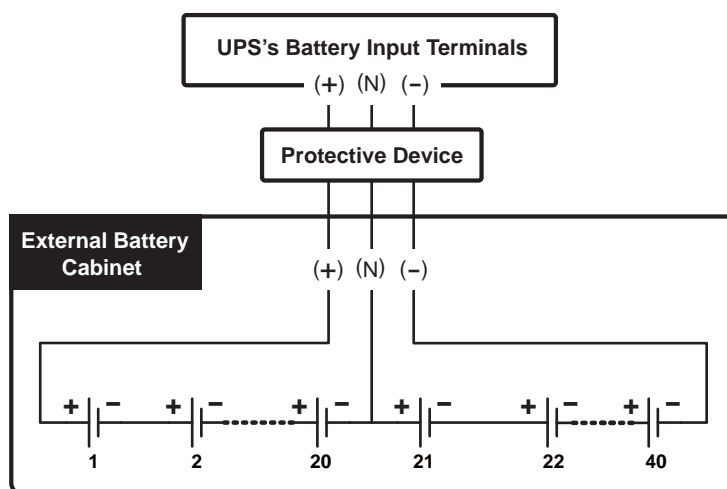 UPS's Battery Input Terminals
(+) (N) (–)
Protective Device
External Battery
Cabinet
(+) (N) (–)
+ – + – + – + – + – + –
1 2 20 21 22 40